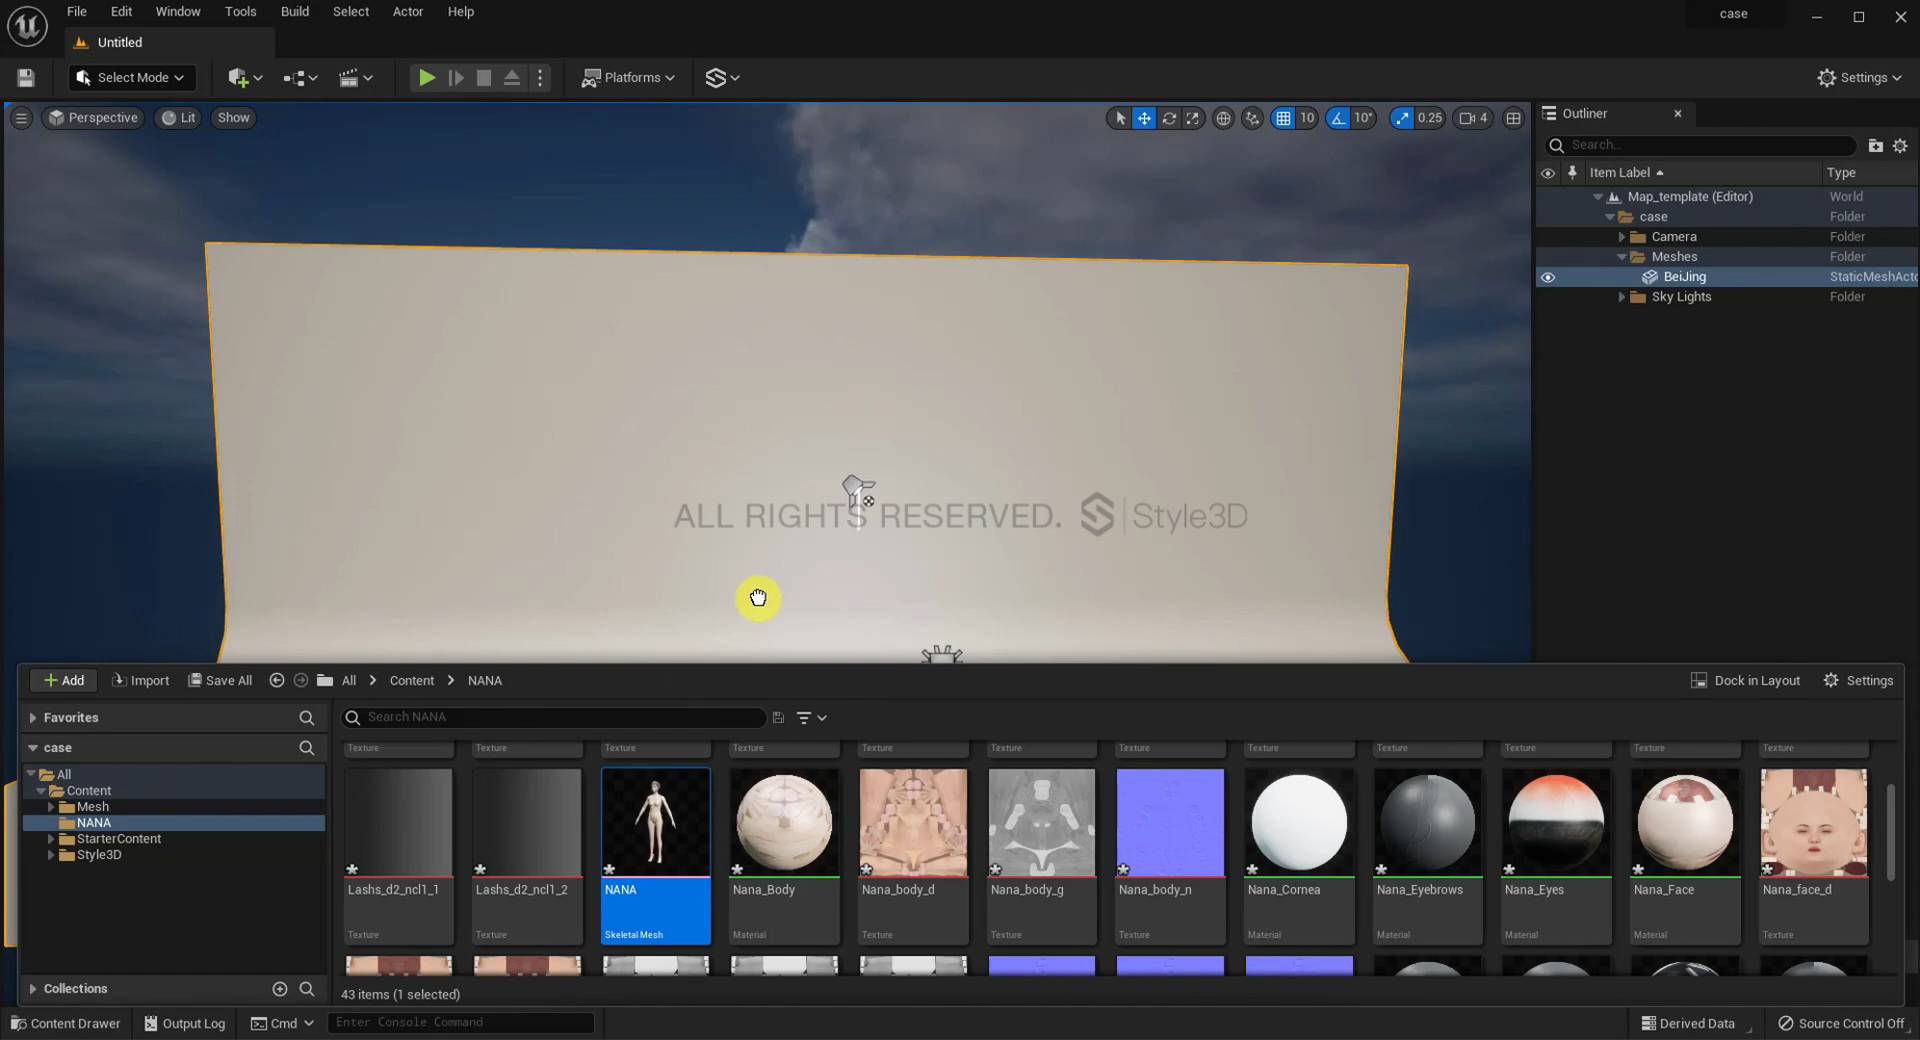 File Edit Window Tools Build Select Actor Help
case
Untitled
Select Mode
Platforms
Settings
Perspective Lit Show
10 10° 0.25 4
Outliner
Search...
Item Label Type
Map_template (Editor) World
case Folder
Camera Folder
Meshes Folder
BeiJing StaticMeshActo
Sky Lights Folder
ALL RIGHTS RESERVED. Style3D
Add Import Save All All Content NANA
Dock in Layout Settings
Favorites
Search NANA
case
All
Content
Mesh
NANA
StarterContent
Style3D
Collections
Texture Texture Texture Texture Texture Texture Texture Texture Texture Texture Texture Texture
Lashs_d2_ncl1_1 Lashs_d2_ncl1_2 NANA Nana_Body Nana_body_d Nana_body_g Nana_body_n Nana_Cornea Nana_Eyebrows Nana_Eyes Nana_Face Nana_face_d
Texture Texture Skeletal Mesh Material Texture Texture Texture Material Material Material Material Texture
43 items (1 selected)
Content Drawer Output Log Cmd Enter Console Command
Derived Data Source Control Off